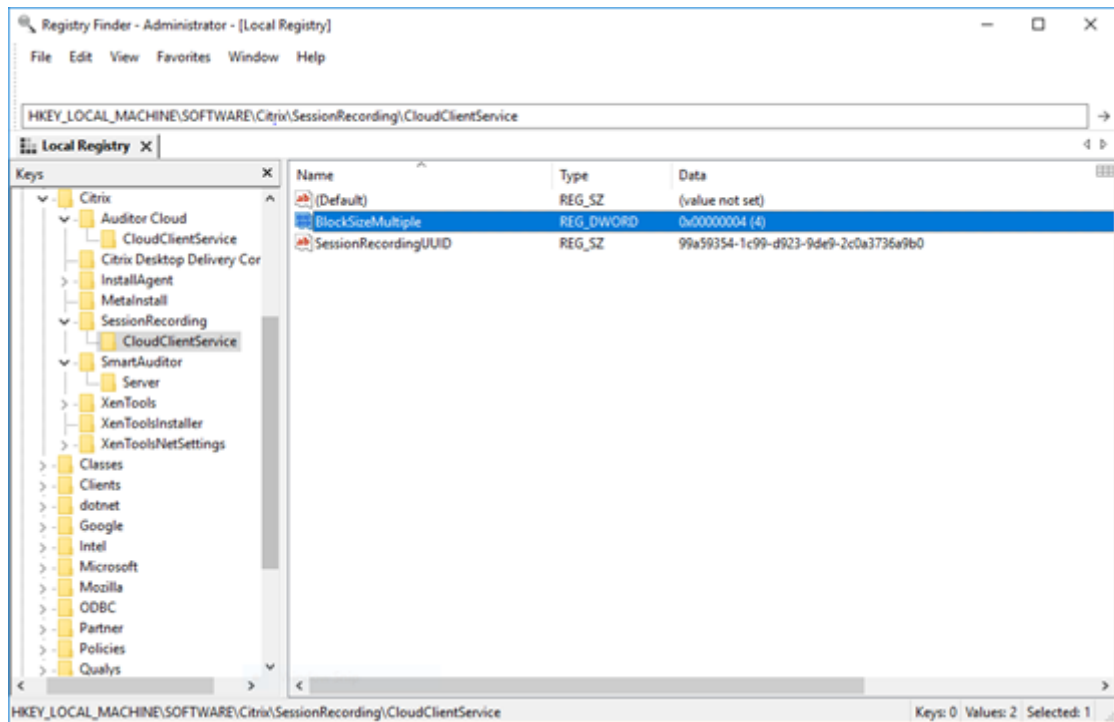 Registry Finder - Administrator - [Local Registry]
File Edit View Favorites Window Help
HKEY_LOCAL_MACHINE\SOFTWARE\Citrix\SessionRecording\CloudClientService
Local Registry X
Keys
Citrix
Auditor Cloud
CloudClientService
Citrix Desktop Delivery Cor
InstallAgent
MetaInstall
SessionRecording
CloudClientService
SmartAuditor
Server
XenTools
XenToolsInstaller
XenToolsNetSettings
Classes
Clients
dotnet
Google
Intel
Microsoft
Mozilla
ODBC
Partner
Policies
Qualys
Name Type Data
(Default) REG_SZ (value not set)
BlockSizeMultiple REG_DWORD 0x00000004 (4)
SessionRecordingUUID REG_SZ 99a59354-1c99-d923-9de9-2c0a3736a9b0
HKEY_LOCAL_MACHINE\SOFTWARE\Citrix\SessionRecording\CloudClientService Keys: 0 Values: 2 Selected: 1